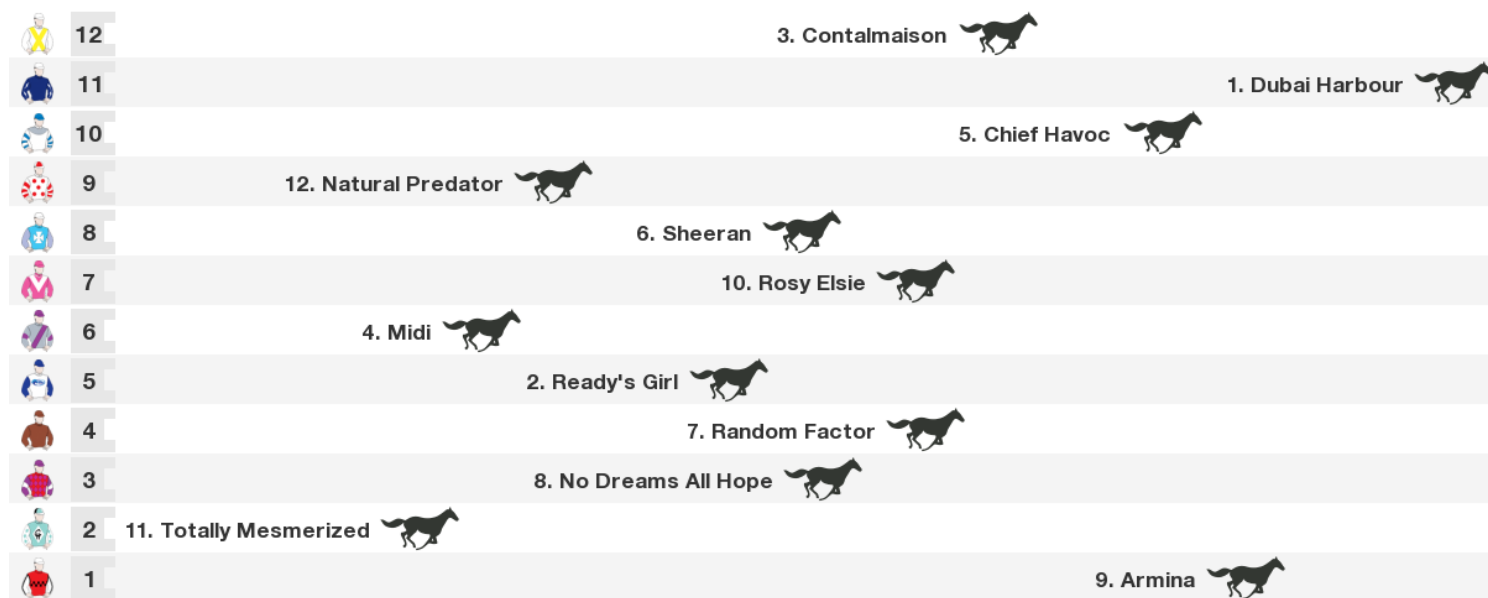 12 3. Contalmaison
11 1. Dubai Harbour
10 5. Chief Havoc
9 12. Natural Predator
8 6. Sheeran
7 10. Rosy Elsie
6 4. Midi
5 2. Ready's Girl
4 7. Random Factor
3 8. No Dreams All Hope
2 11. Totally Mesmerized
1 9. Armina